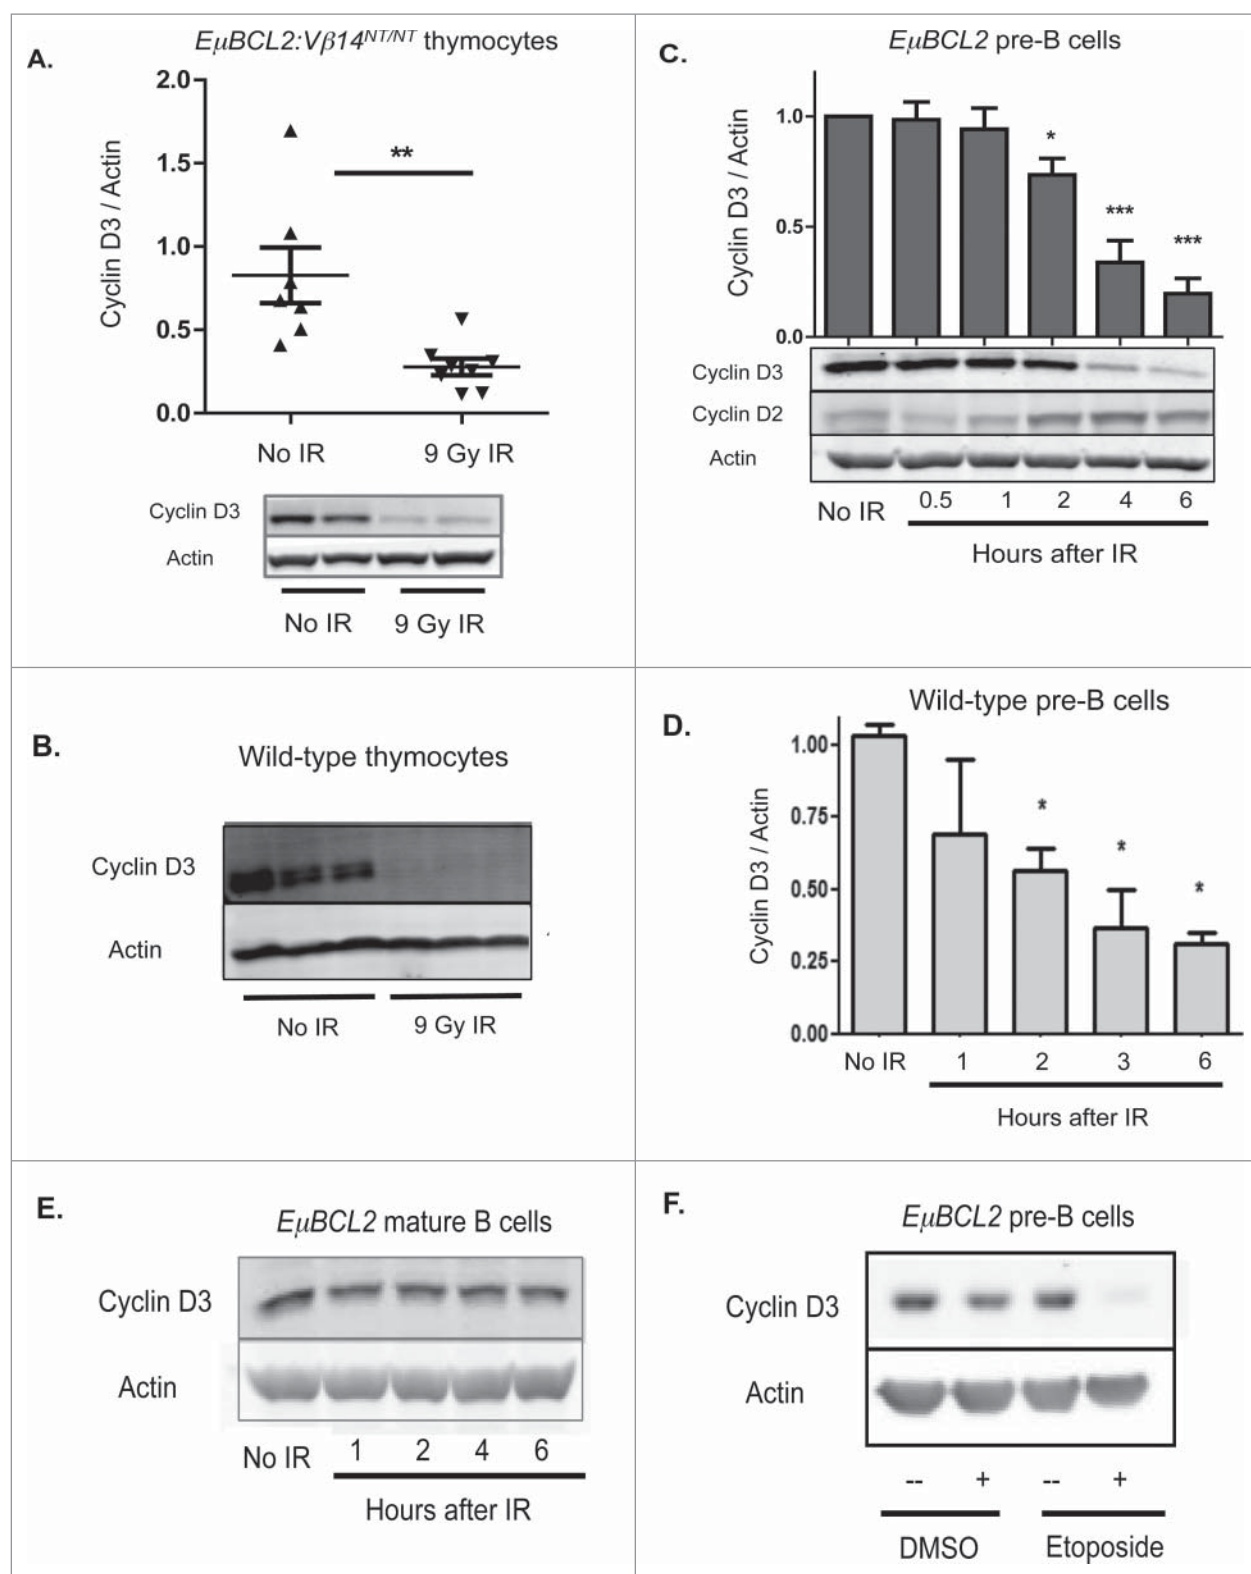 A.
EμBCL2:Vβ14NT/NT thymocytes
Cyclin D3 / Actin
2.0
1.5
1.0
0.5
0.0
**
No IR
9 Gy IR
Cyclin D3
Actin
No IR
9 Gy IR
C.
EμBCL2 pre-B cells
Cyclin D3 / Actin
1.0
0.5
0.0
*
***
***
Cyclin D3
Cyclin D2
Actin
No IR
0.5 1 2 4 6
Hours after IR
B.
Wild-type thymocytes
Cyclin D3
Actin
No IR
9 Gy IR
D.
Wild-type pre-B cells
Cyclin D3 / Actin
1.00
0.75
0.50
0.25
0.00
*
*
*
No IR 1 2 3 6
Hours after IR
E.
EμBCL2 mature B cells
Cyclin D3
Actin
No IR 1 2 4 6
Hours after IR
F.
EμBCL2 pre-B cells
Cyclin D3
Actin
-- + -- +
DMSO Etoposide